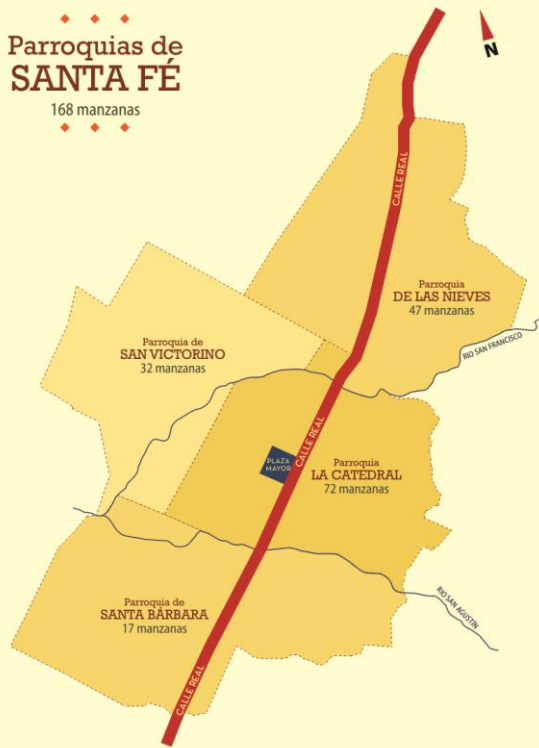 Parroquias de
SANTA FÉ
168 manzanas
N
CALLE REAL
Parroquia
DE LAS NIEVES
47 manzanas
RIO SAN FRANCISCO
Parroquia de
SAN VICTORINO
32 manzanas
CALLE REAL
PLAZA
MAYOR
Parroquia
LA CATEDRAL
72 manzanas
RIO SAN AGUSTÍN
Parroquia de
SANTA BÁRBARA
17 manzanas
CALLE REAL